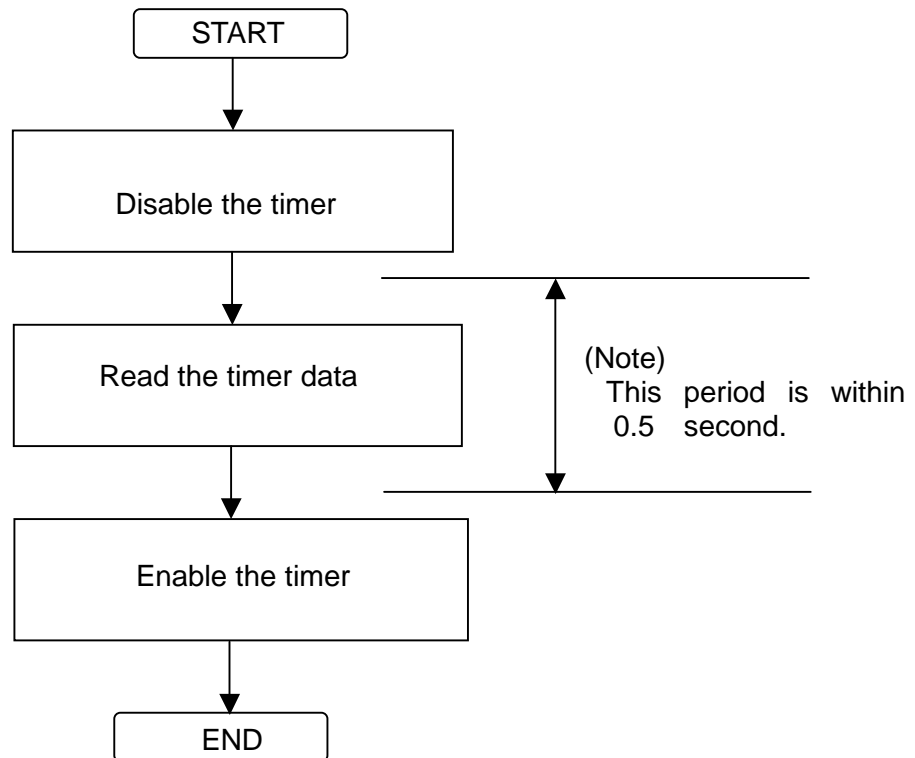 START
Disable the timer
Read the timer data
(Note)
This period is within
0.5 second.
Enable the timer
END